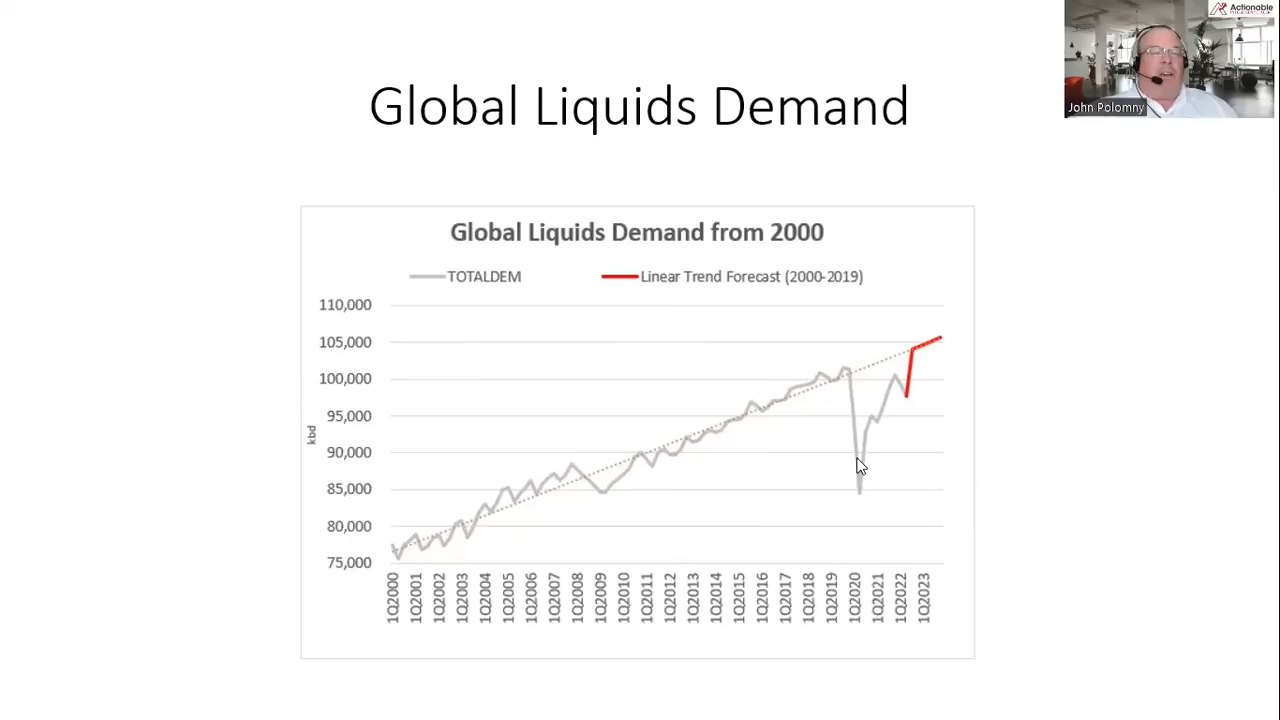 Global Liquids Demand
Actionable
John Polomny
Global Liquids Demand from 2000
TOTALDEM
Linear Trend Forecast (2000-2019)
110,000
105,000
100,000
95,000
90,000
85,000
80,000
75,000
kbd
1Q2000
1Q2001
1Q2002
1Q2003
1Q2004
1Q2005
1Q2006
1Q2007
1Q2008
1Q2009
1Q2010
1Q2011
1Q2012
1Q2013
1Q2014
1Q2015
1Q2016
1Q2017
1Q2018
1Q2019
1Q2020
1Q2021
1Q2022
1Q2023